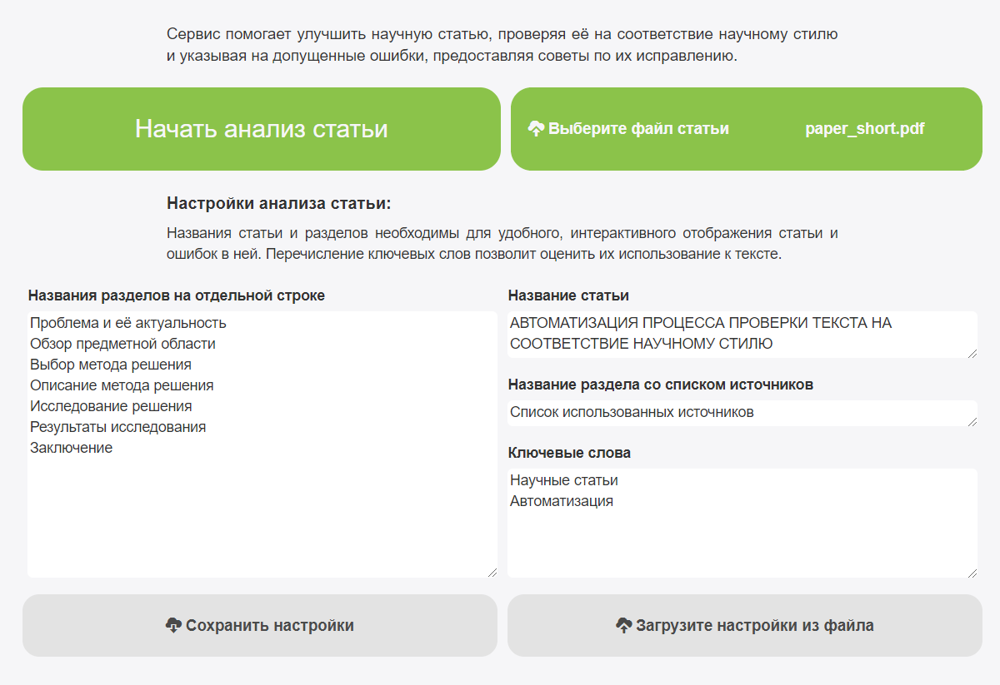 Сервис помогает улучшить научную статью, проверяя её на соответствие научному стилю
и указывая на допущенные ошибки, предоставляя советы по их исправлению.
Начать анализ статьи
Выберите файл статьи paper_short.pdf
Настройки анализа статьи:
Названия статьи и разделов необходимы для удобного, интерактивного отображения статьи и
ошибок в ней. Перечисление ключевых слов позволит оценить их использование к тексте.
Названия разделов на отдельной строке
Проблема и её актуальность
Обзор предметной области
Выбор метода решения
Описание метода решения
Исследование решения
Результаты исследования
Заключение
Название статьи
АВТОМАТИЗАЦИЯ ПРОЦЕССА ПРОВЕРКИ ТЕКСТА НА
СООТВЕТСТВИЕ НАУЧНОМУ СТИЛЮ
Название раздела со списком источников
Список использованных источников
Ключевые слова
Научные статьи
Автоматизация
Сохранить настройки
Загрузите настройки из файла